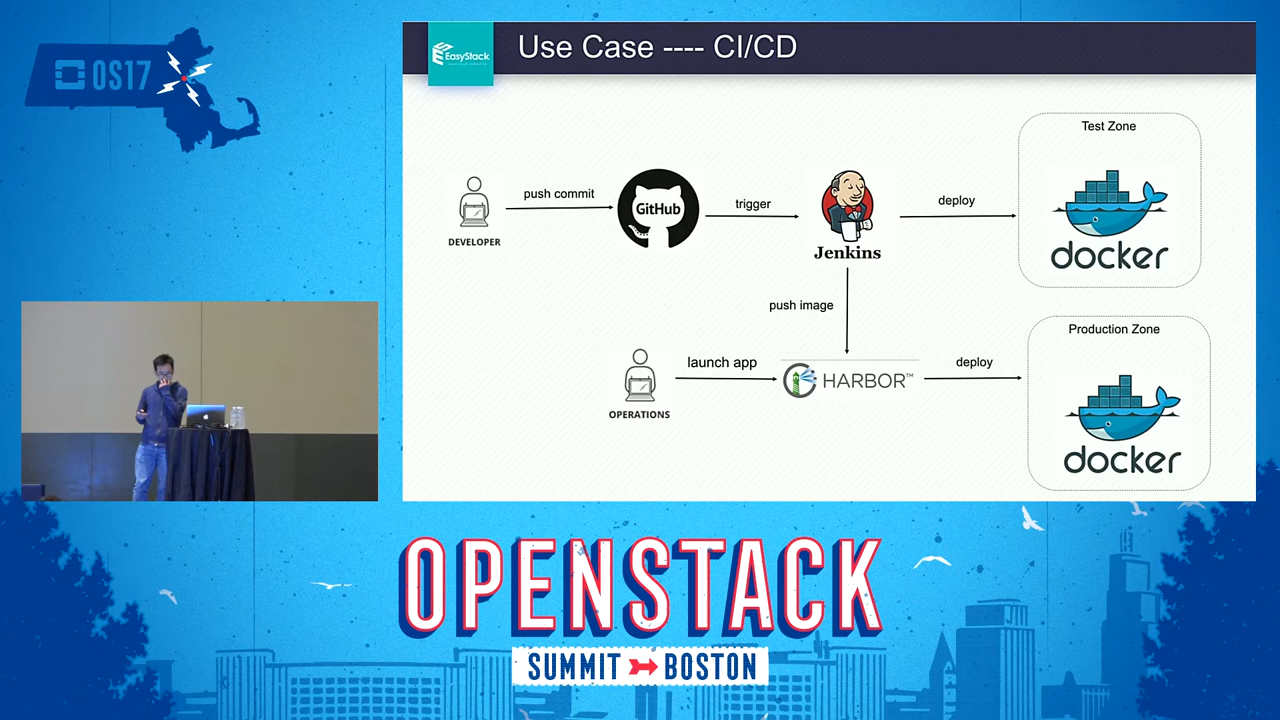 OS17
EasyStack
Use Case ---- CI/CD
Test Zone
push commit
GitHub
trigger
deploy
DEVELOPER
Jenkins
docker
push image
Production Zone
launch app
HARBOR™
deploy
OPERATIONS
docker
OPENSTACK
SUMMIT BOSTON